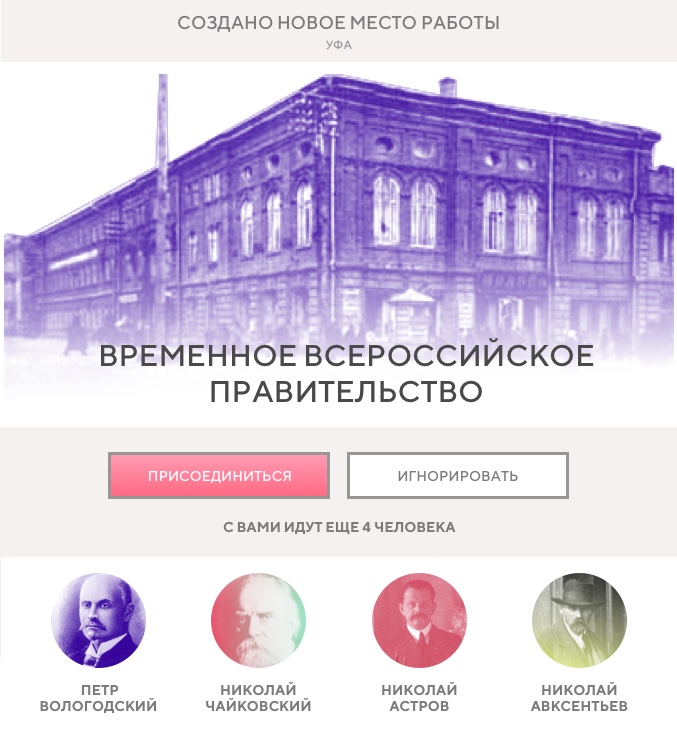 СОЗДАНО НОВОЕ МЕСТО РАБОТЫ
УФА
ВРЕМЕННОЕ ВСЕРОССИЙСКОЕ
ПРАВИТЕЛЬСТВО
ПРИСОЕДИНИТЬСЯ
ИГНОРИРОВАТЬ
С ВАМИ ИДУТ ЕЩЕ 4 ЧЕЛОВЕКА
ПЕТР
ВОЛОГОДСКИЙ
НИКОЛАЙ
ЧАЙКОВСКИЙ
НИКОЛАЙ
АСТРОВ
НИКОЛАЙ
АВКСЕНТЬЕВ